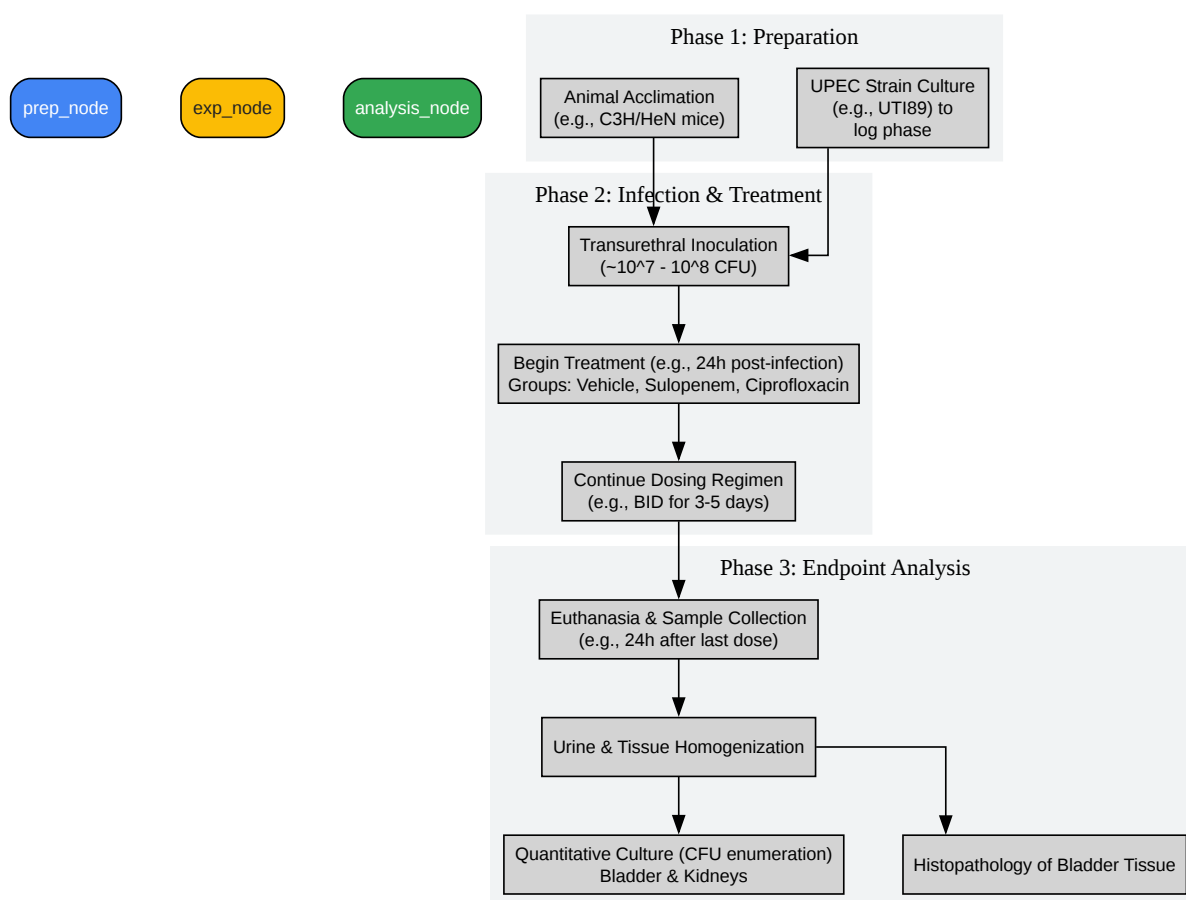 Phase 1: Preparation
prep_node
exp_node
analysis_node
Animal Acclimation
(e.g., C3H/HeN mice)
UPEC Strain Culture
(e.g., UTI89) to
log phase
Phase 2: Infection & Treatment
Transurethral Inoculation
(~10^7 - 10^8 CFU)
Begin Treatment (e.g., 24h post-infection)
Groups: Vehicle, Sulopenem, Ciprofloxacin
Continue Dosing Regimen
(e.g., BID for 3-5 days)
Phase 3: Endpoint Analysis
Euthanasia & Sample Collection
(e.g., 24h after last dose)
Urine & Tissue Homogenization
Quantitative Culture (CFU enumeration)
Bladder & Kidneys
Histopathology of Bladder Tissue